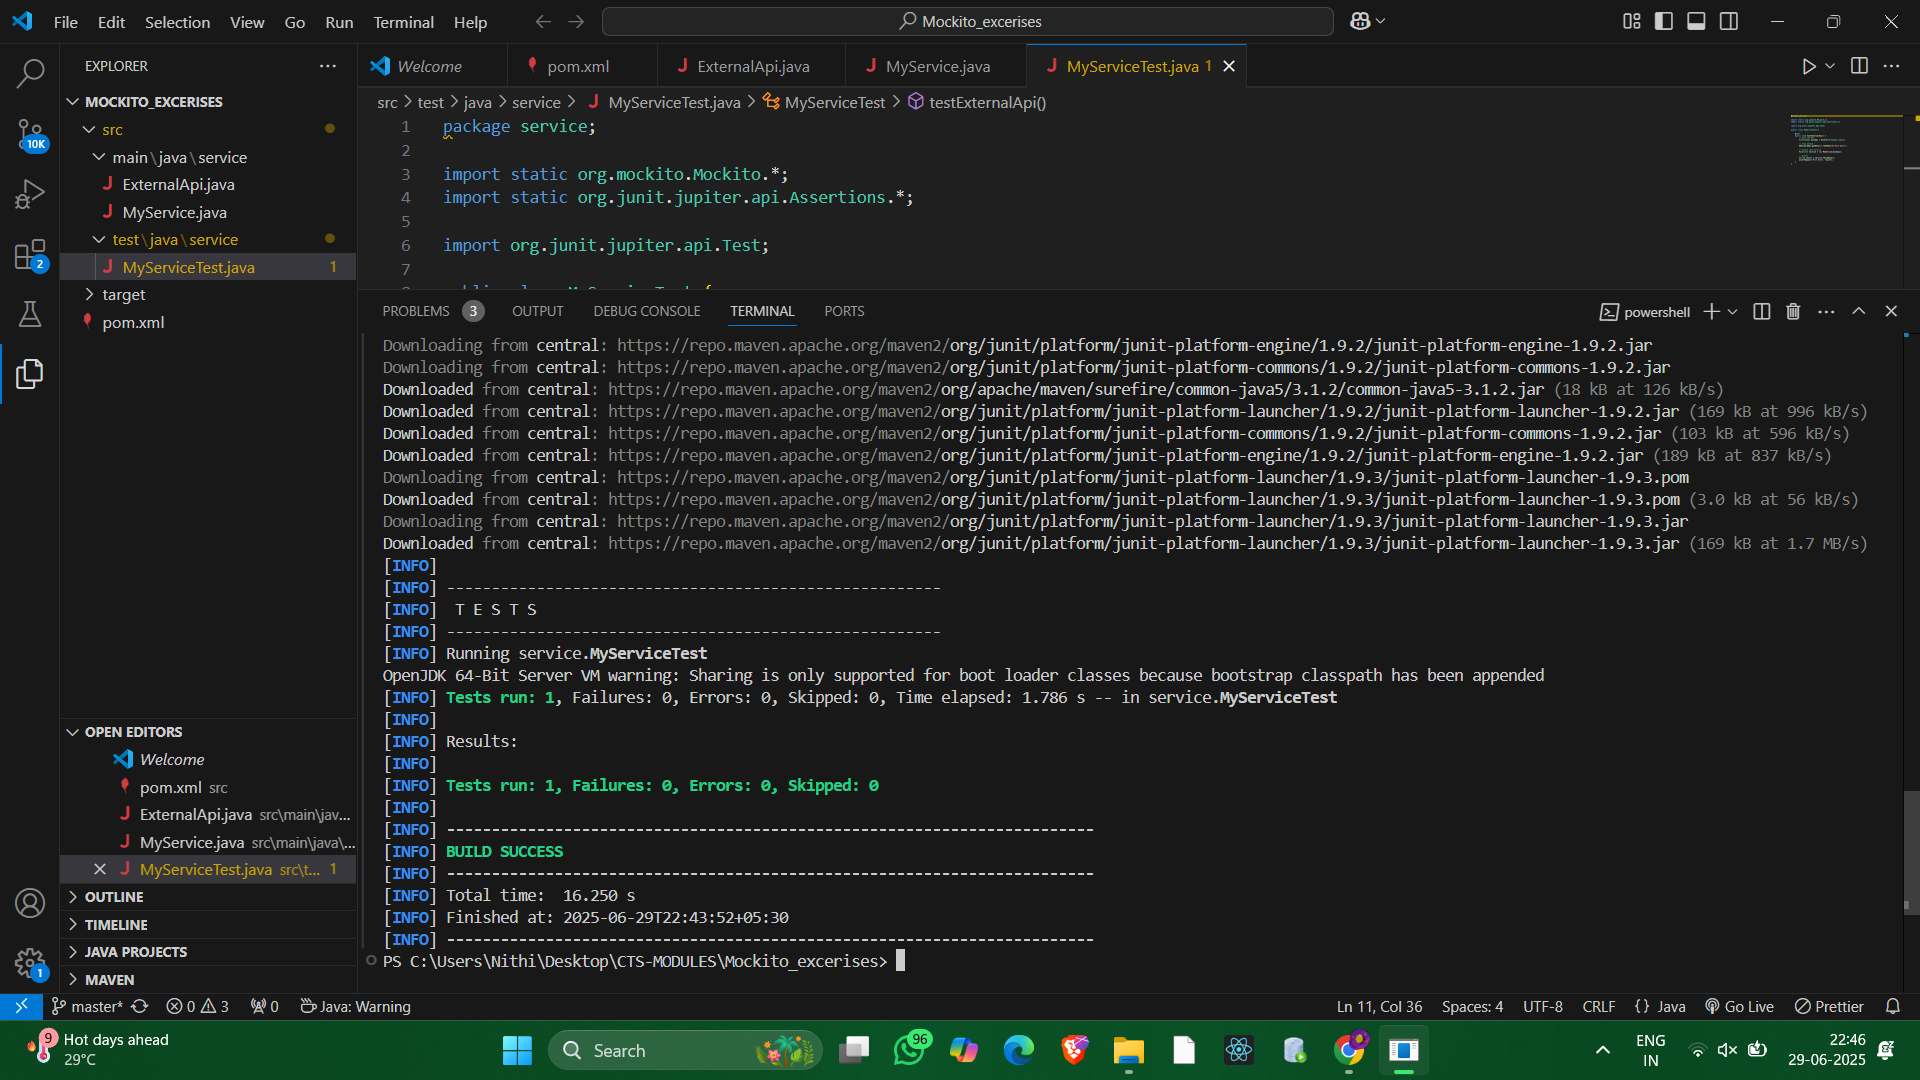 File Edit Selection View Go Run Terminal Help
Mockito_excerises
EXPLORER
MOCKITO_EXCERISES
src
main\java\service
ExternalApi.java
MyService.java
test\java\service
MyServiceTest.java 1
target
pom.xml
10K
2
OPEN EDITORS
Welcome
pom.xml src
ExternalApi.java src\main\jav...
MyService.java src\main\java\...
MyServiceTest.java src\t... 1
OUTLINE
TIMELINE
JAVA PROJECTS
MAVEN
1
Welcome pom.xml ExternalApi.java MyService.java MyServiceTest.java 1
src > test > java > service > MyServiceTest.java > MyServiceTest > testExternalApi()
1 package service;
2
3 import static org.mockito.Mockito.*;
4 import static org.junit.jupiter.api.Assertions.*;
5
6 import org.junit.jupiter.api.Test;
7
PROBLEMS 3 OUTPUT DEBUG CONSOLE TERMINAL PORTS
powershell
Downloading from central: https://repo.maven.apache.org/maven2/org/junit/platform/junit-platform-engine/1.9.2/junit-platform-engine-1.9.2.jar
Downloading from central: https://repo.maven.apache.org/maven2/org/junit/platform/junit-platform-commons/1.9.2/junit-platform-commons-1.9.2.jar
Downloaded from central: https://repo.maven.apache.org/maven2/org/apache/maven/surefire/common-java5/3.1.2/common-java5-3.1.2.jar (18 kB at 126 kB/s)
Downloaded from central: https://repo.maven.apache.org/maven2/org/junit/platform/junit-platform-launcher/1.9.2/junit-platform-launcher-1.9.2.jar (169 kB at 996 kB/s)
Downloaded from central: https://repo.maven.apache.org/maven2/org/junit/platform/junit-platform-commons/1.9.2/junit-platform-commons-1.9.2.jar (103 kB at 596 kB/s)
Downloaded from central: https://repo.maven.apache.org/maven2/org/junit/platform/junit-platform-engine/1.9.2/junit-platform-engine-1.9.2.jar (189 kB at 837 kB/s)
Downloading from central: https://repo.maven.apache.org/maven2/org/junit/platform/junit-platform-launcher/1.9.3/junit-platform-launcher-1.9.3.pom
Downloaded from central: https://repo.maven.apache.org/maven2/org/junit/platform/junit-platform-launcher/1.9.3/junit-platform-launcher-1.9.3.pom (3.0 kB at 56 kB/s)
Downloading from central: https://repo.maven.apache.org/maven2/org/junit/platform/junit-platform-launcher/1.9.3/junit-platform-launcher-1.9.3.jar
Downloaded from central: https://repo.maven.apache.org/maven2/org/junit/platform/junit-platform-launcher/1.9.3/junit-platform-launcher-1.9.3.jar (169 kB at 1.7 MB/s)
[INFO]
[INFO] -------------------------------------------------------
[INFO]  T E S T S
[INFO] -------------------------------------------------------
[INFO] Running service.MyServiceTest
OpenJDK 64-Bit Server VM warning: Sharing is only supported for boot loader classes because bootstrap classpath has been appended
[INFO] Tests run: 1, Failures: 0, Errors: 0, Skipped: 0, Time elapsed: 1.786 s -- in service.MyServiceTest
[INFO]
[INFO] Results:
[INFO]
[INFO] Tests run: 1, Failures: 0, Errors: 0, Skipped: 0
[INFO]
[INFO] ------------------------------------------------------------------------
[INFO] BUILD SUCCESS
[INFO] ------------------------------------------------------------------------
[INFO] Total time:  16.250 s
[INFO] Finished at: 2025-06-29T22:43:52+05:30
[INFO] ------------------------------------------------------------------------
PS C:\Users\Nithi\Desktop\CTS-MODULES\Mockito_excerises>
master* 0 3 0 Java: Warning Ln 11, Col 36 Spaces: 4 UTF-8 CRLF {} Java Go Live Prettier
9 Hot days ahead
29°C
Search
96
ENG
IN
22:46
29-06-2025